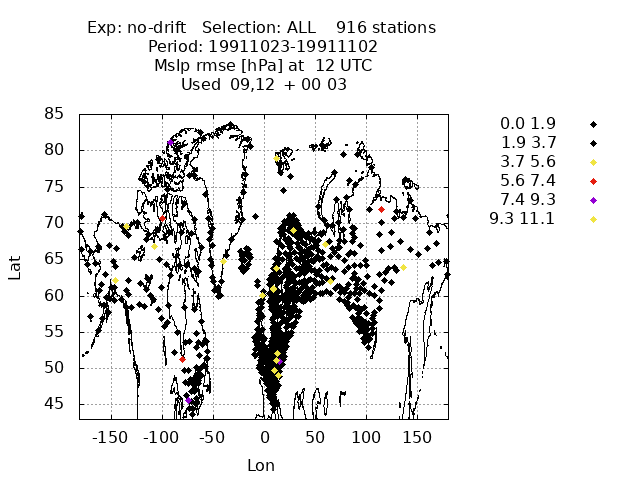 Exp: no-drift   Selection: ALL    916 stations
Period: 19911023-19911102
Mslp rmse [hPa] at  12 UTC
Used  09,12  + 00 03
85
80
75
70
65
60
55
50
45
-150 -100 -50 0 50 100 150
Lat
Lon
0.0 1.9
1.9 3.7
3.7 5.6
5.6 7.4
7.4 9.3
9.3 11.1